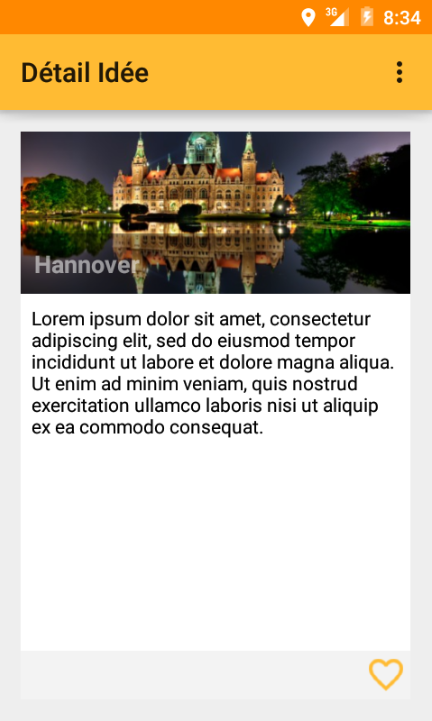 3G 8:34
Détail Idée
Hannover
Lorem ipsum dolor sit amet, consectetur
adipiscing elit, sed do eiusmod tempor
incididunt ut labore et dolore magna aliqua.
Ut enim ad minim veniam, quis nostrud
exercitation ullamco laboris nisi ut aliquip
ex ea commodo consequat.